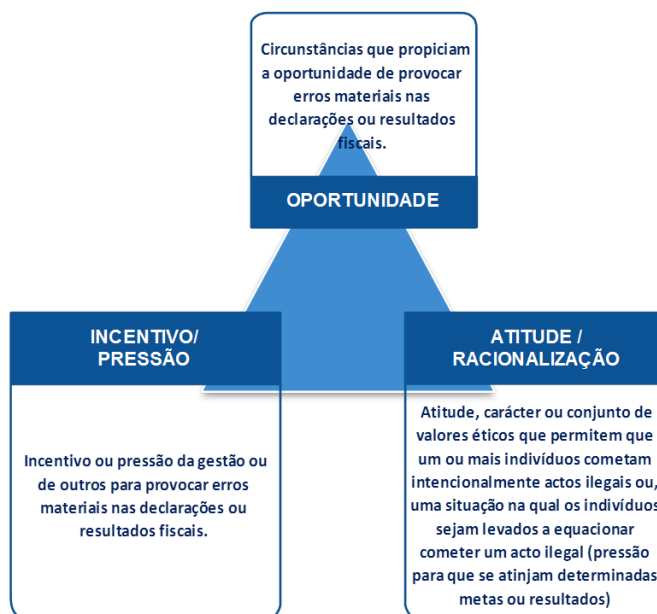 Circunstâncias que propiciam
a oportunidade de provocar
erros materiais nas
declarações ou resultados
fiscais.
OPORTUNIDADE
INCENTIVO/
PRESSÃO
Incentivo ou pressão da gestão ou
de outros para provocar erros
materiais nas declarações ou
resultados fiscais.
ATITUDE /
RACIONALIZAÇÃO
Atitude, carácter ou conjunto de
valores éticos que permitem que
um ou mais indivíduos cometam
intencionalmente actos ilegais ou,
uma situação na qual os indivíduos
sejam levados a equacionar
cometer um acto ilegal (pressão
para que se atinjam determinadas
metas ou resultados)